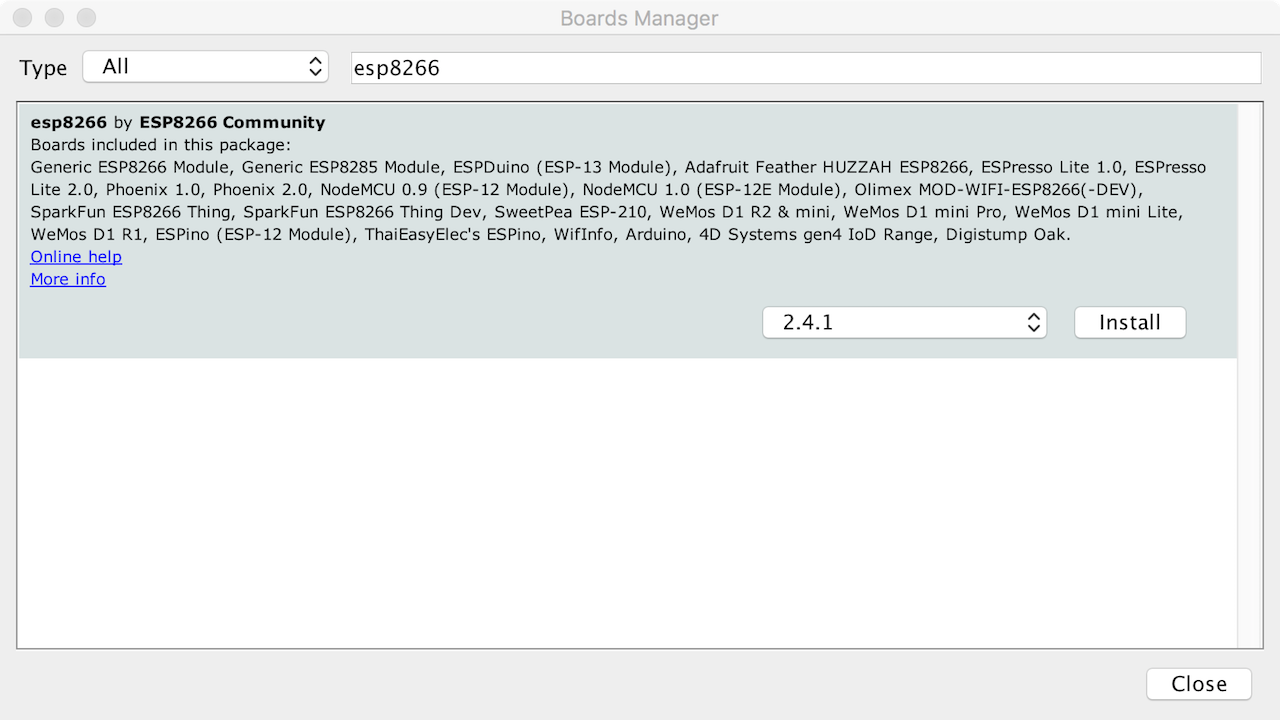 Boards Manager
Type All esp8266
esp8266 by ESP8266 Community
Boards included in this package:
Generic ESP8266 Module, Generic ESP8285 Module, ESPDuino (ESP-13 Module), Adafruit Feather HUZZAH ESP8266, ESPresso Lite 1.0, ESPresso
Lite 2.0, Phoenix 1.0, Phoenix 2.0, NodeMCU 0.9 (ESP-12 Module), NodeMCU 1.0 (ESP-12E Module), Olimex MOD-WIFI-ESP8266(-DEV),
SparkFun ESP8266 Thing, SparkFun ESP8266 Thing Dev, SweetPea ESP-210, WeMos D1 R2 & mini, WeMos D1 mini Pro, WeMos D1 mini Lite,
WeMos D1 R1, ESPino (ESP-12 Module), ThaiEasyElec's ESPino, WifInfo, Arduino, 4D Systems gen4 IoD Range, Digistump Oak.
Online help
More info
2.4.1 Install
Close